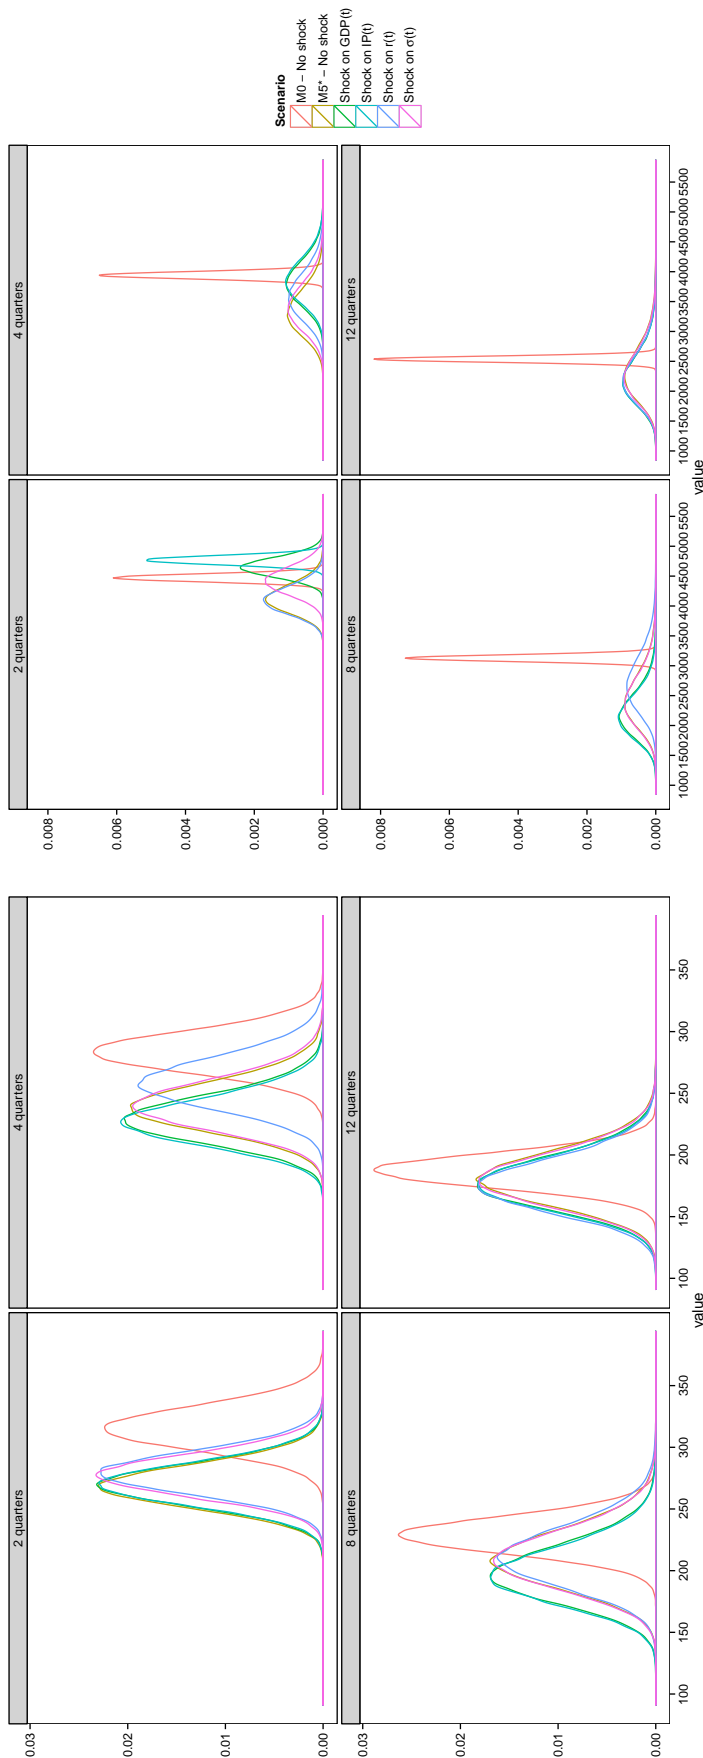 2 quarters
4 quarters
0.03
0.02
0.01
0.00
8 quarters
12 quarters
0.03
0.02
0.01
0.00
100 150 200 250 300 350
100 150 200 250 300 350
value
2 quarters
4 quarters
0.008
0.006
0.004
0.002
0.000
8 quarters
12 quarters
0.008
0.006
0.004
0.002
0.000
1000 1500 2000 2500 3000 3500 4000 4500 5000 5500
1000 1500 2000 2500 3000 3500 4000 4500 5000 5500
value
Scenario
M0 − No shock
M5* − No shock
Shock on GDP(t)
Shock on IP(t)
Shock on r(t)
Shock on σ(t)